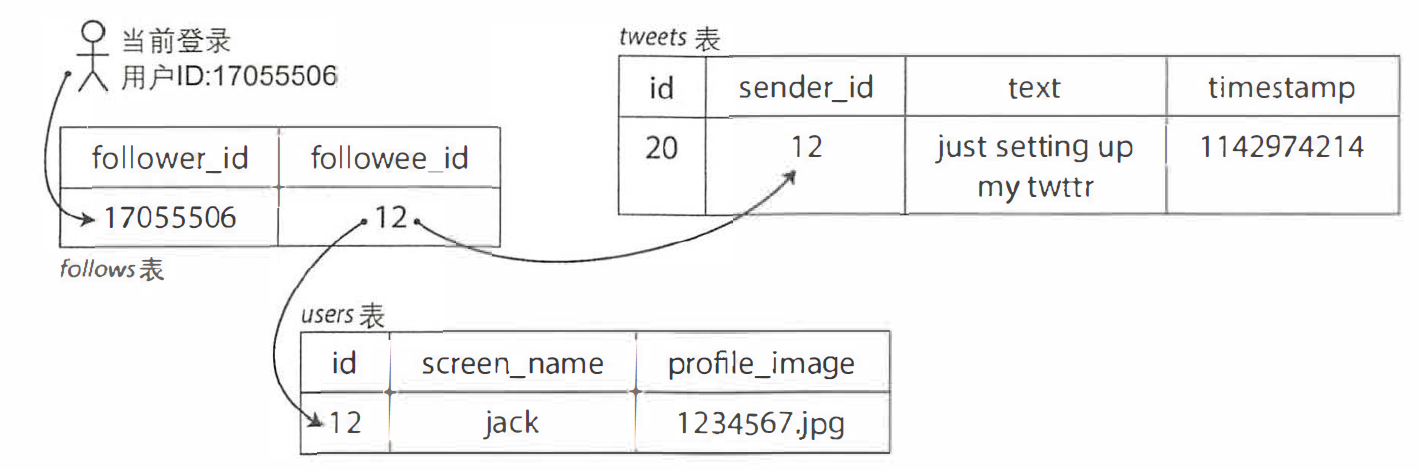 当前登录
用户ID:17055506
follower_id followee_id
17055506 12
follows 表
tweets 表
id sender_id text timestamp
20 12 just setting up my twttr 1142974214
users 表
id screen_name profile_image
12 jack 1234567.jpg